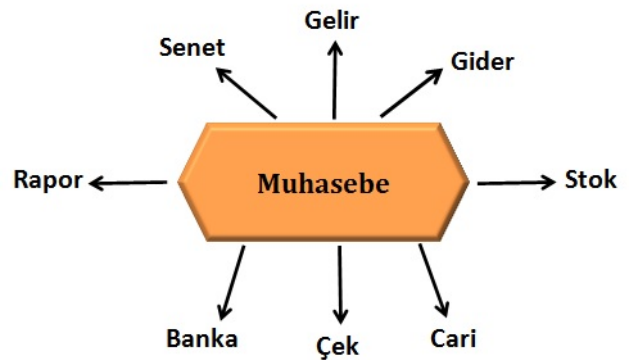 Gelir
Senet
Gider
Rapor
Muhasebe
Stok
Banka
Çek
Cari